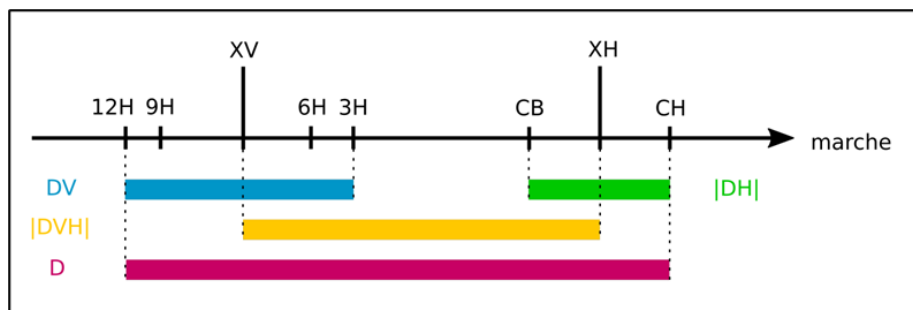 XV XH
12H 9H 6H 3H CB CH
marche
DV |DH|
|DVH|
D